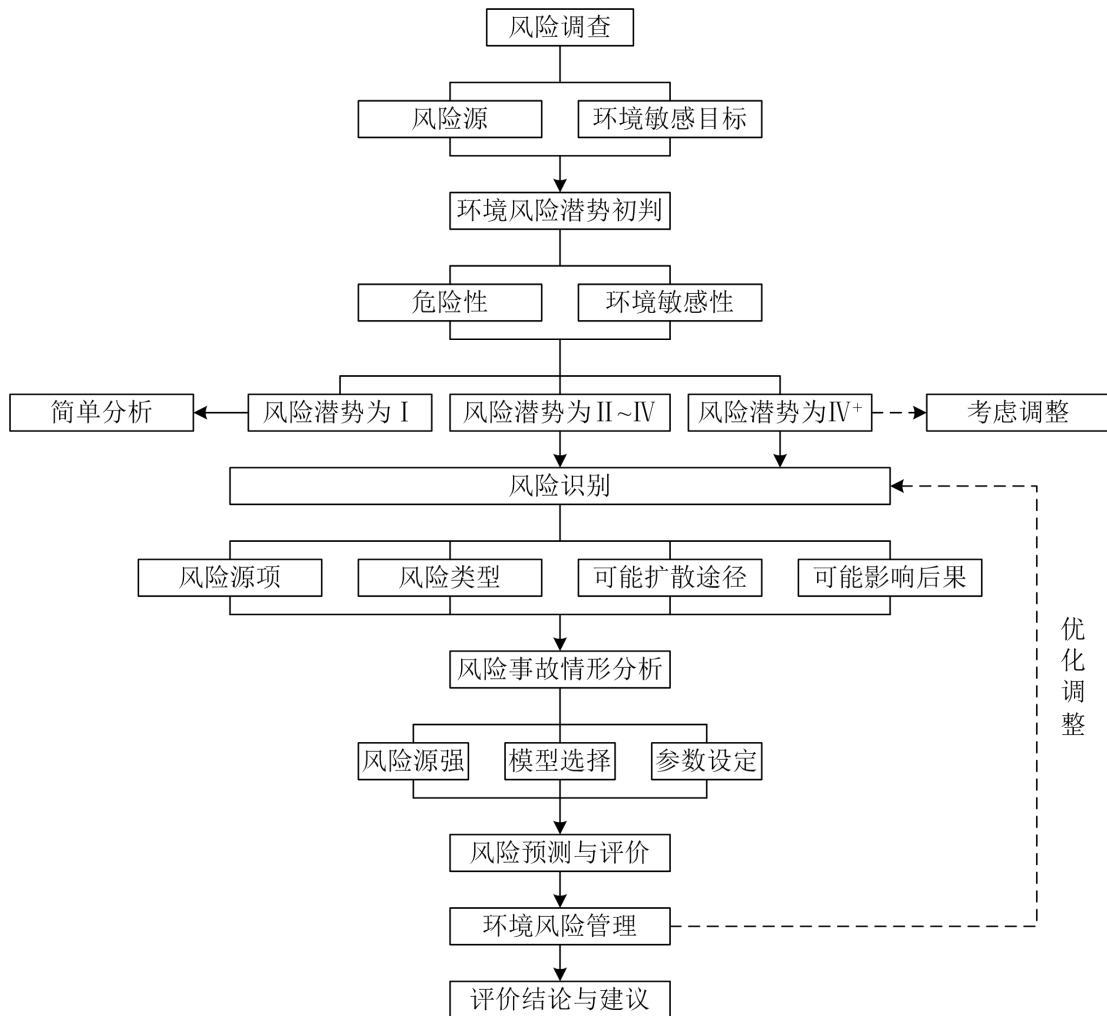 风险调查
风险源
环境敏感目标
环境风险潜势初判
危险性
环境敏感性
简单分析
风险潜势为Ⅰ
风险潜势为Ⅱ~Ⅳ
风险潜势为Ⅳ+
考虑调整
风险识别
风险源项
风险类型
可能扩散途径
可能影响后果
优化调整
风险事故情形分析
风险源强
模型选择
参数设定
风险预测与评价
环境风险管理
评价结论与建议